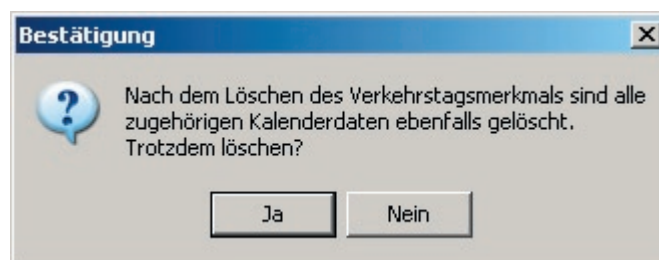 Bestätigung
Nach dem Löschen des Verkehrstagsmerkmals sind alle
zugehörigen Kalenderdaten ebenfalls gelöscht.
Trotzdem löschen?
Ja Nein